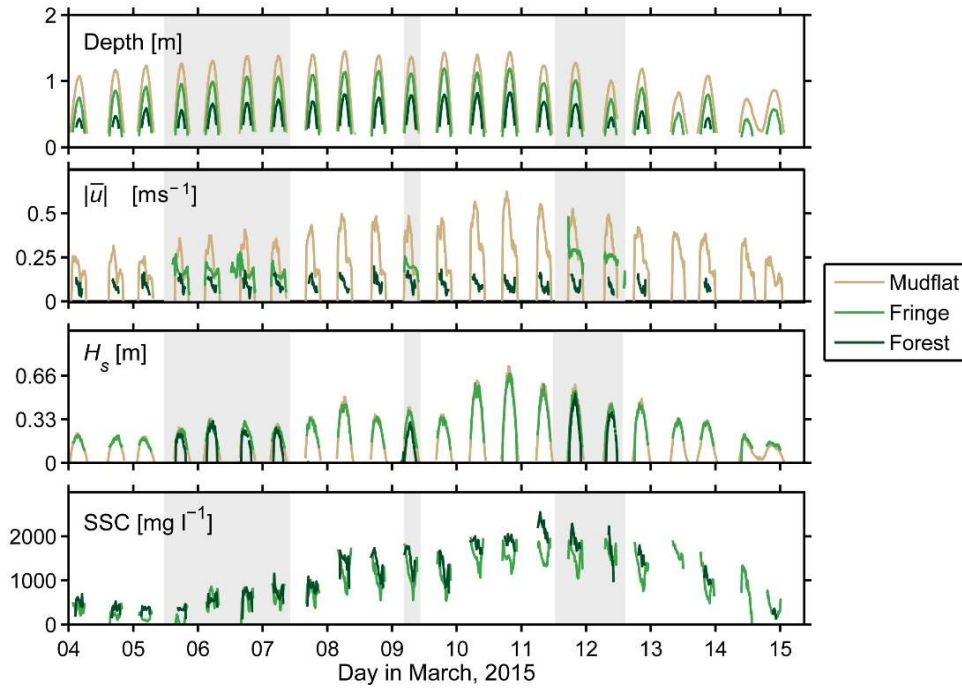 2
Depth [m]
1
0
|u̅| [ms⁻¹]
0.5
0.25
0
Mudflat
Fringe
Forest
H_s [m]
0.66
0.33
0
SSC [mg l⁻¹]
2000
1000
0
04 05 06 07 08 09 10 11 12 13 14 15
Day in March, 2015